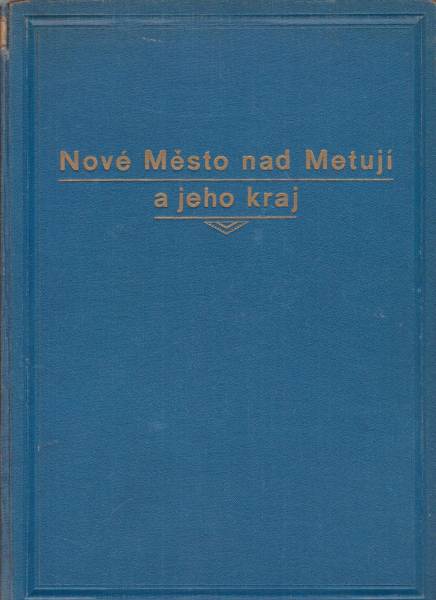 Nové Město nad Metují
a jeho kraj